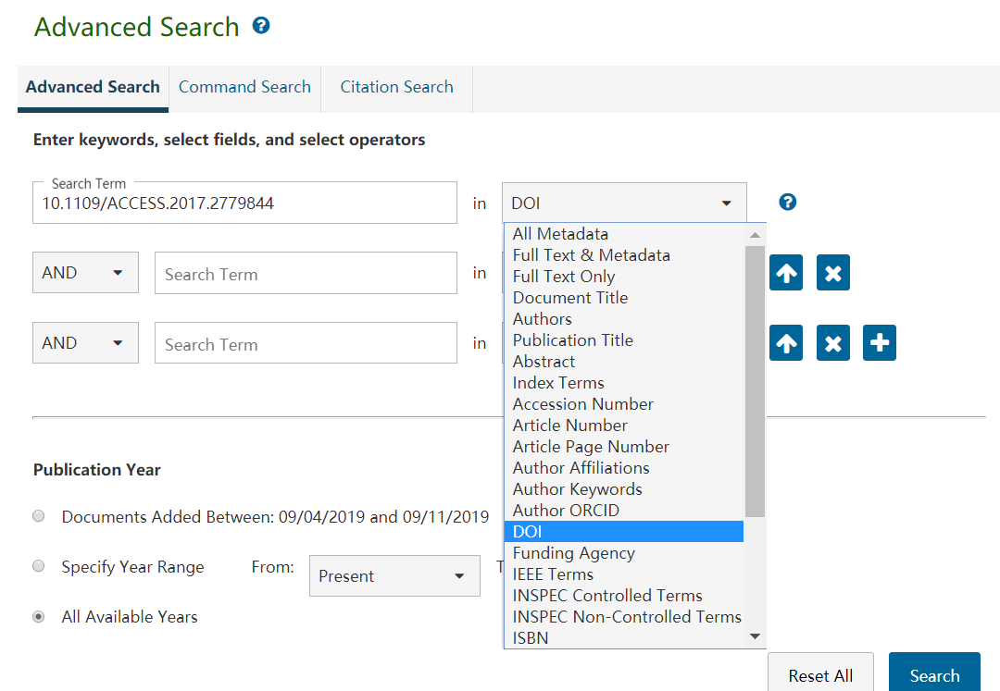 Advanced Search ?
Advanced Search Command Search Citation Search
Enter keywords, select fields, and select operators
Search Term
10.1109/ACCESS.2017.2779844 in DOI ?
AND Search Term in
AND Search Term in
All Metadata
Full Text & Metadata
Full Text Only
Document Title
Authors
Publication Title
Abstract
Index Terms
Accession Number
Article Number
Article Page Number
Author Affiliations
Author Keywords
Author ORCID
DOI
Funding Agency
IEEE Terms
INSPEC Controlled Terms
INSPEC Non-Controlled Terms
ISBN
Publication Year
Documents Added Between: 09/04/2019 and 09/11/2019
Specify Year Range From: Present T
All Available Years
Reset All Search